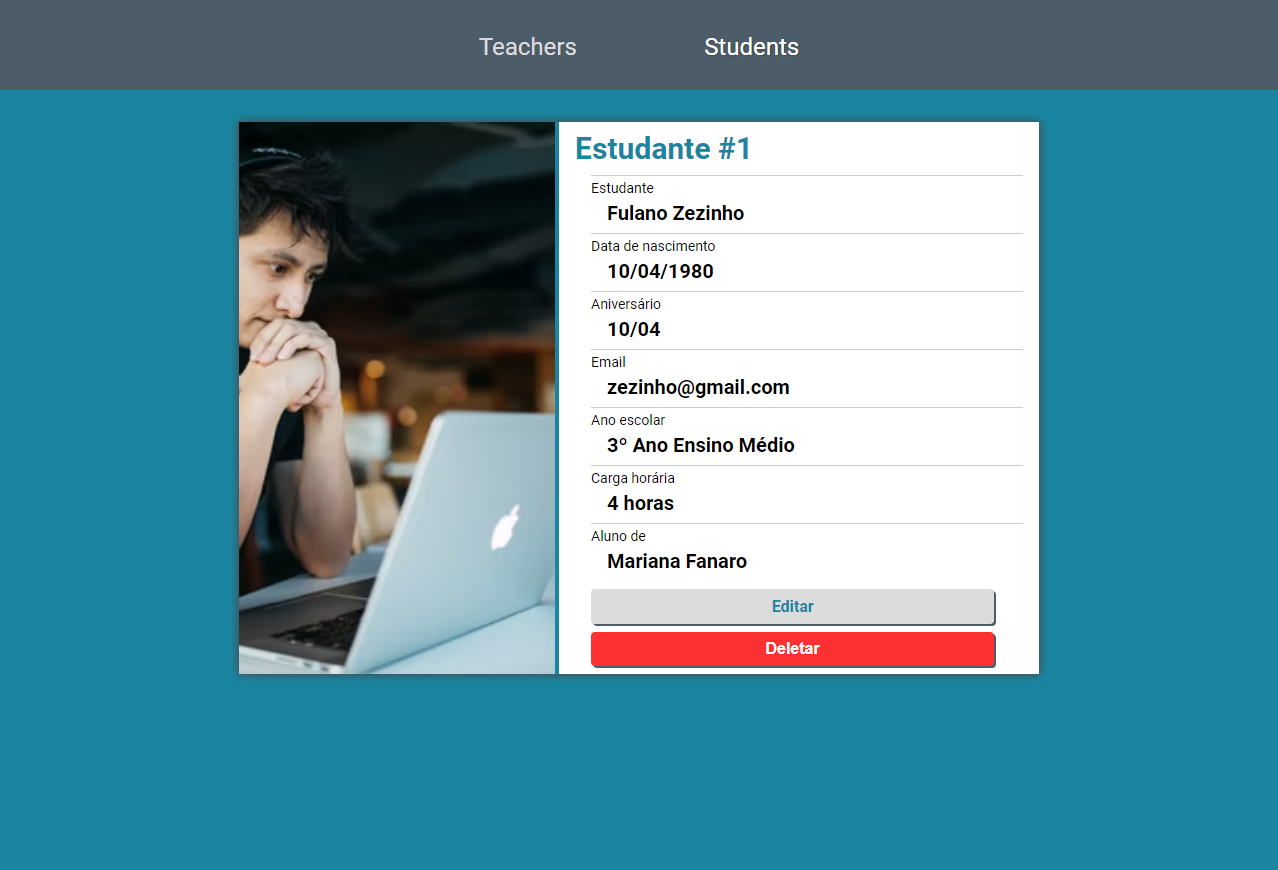 Teachers Students
Estudante #1
Estudante
Fulano Zezinho
Data de nascimento
10/04/1980
Aniversário
10/04
Email
zezinho@gmail.com
Ano escolar
3º Ano Ensino Médio
Carga horária
4 horas
Aluno de
Mariana Fanaro
Editar
Deletar